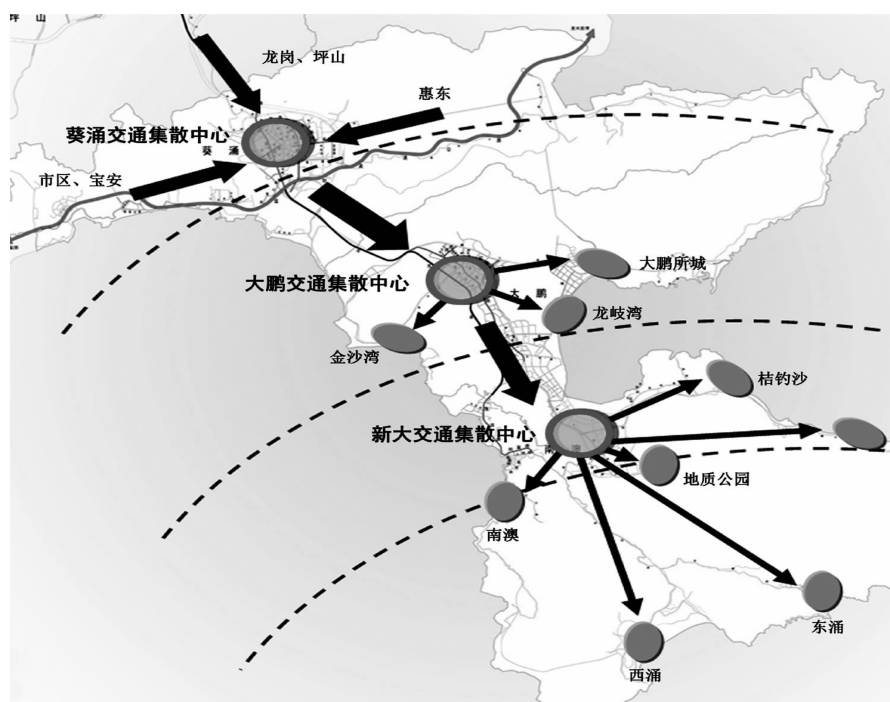 坪 山
龙岗、坪山
惠东
葵涌交通集散中心
葵 涌
市区、宝安
大鹏所城
大鹏交通集散中心
大 鹏
龙岐湾
金沙湾
桔钓沙
新大交通集散中心
地质公园
南澳
东涌
西涌